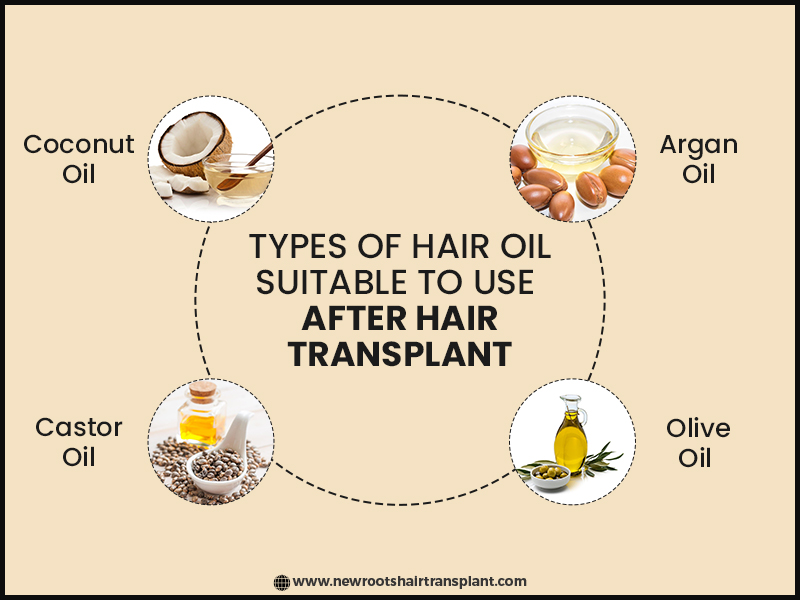 Coconut
Oil
Argan
Oil
TYPES OF HAIR OIL
SUITABLE TO USE
AFTER HAIR
TRANSPLANT
Castor
Oil
Olive
Oil
www.newrootshairtransplant.com